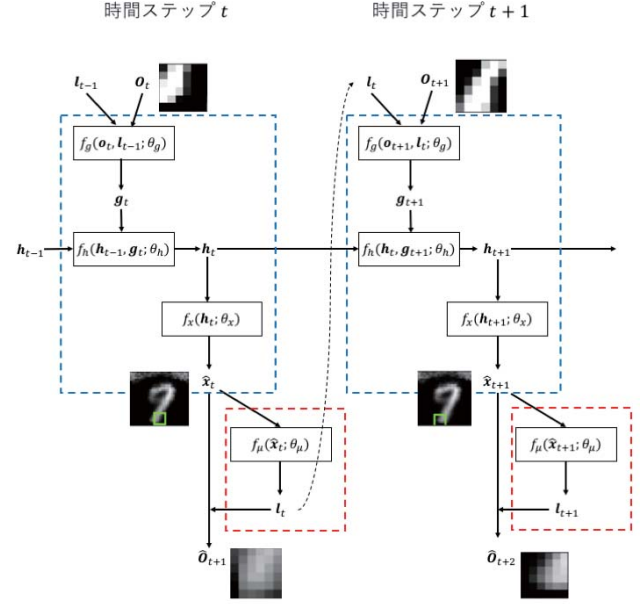 時間ステップ t
時間ステップ t + 1
l_{t−1}
O_t
l_t
O_{t+1}
f_g(o_t, l_{t−1}; θ_g)
f_g(o_{t+1}, l_t; θ_g)
g_t
g_{t+1}
h_{t−1}
f_h(h_{t−1}, g_t; θ_h)
h_t
f_h(h_t, g_{t+1}; θ_h)
h_{t+1}
f_x(h_t; θ_x)
f_x(h_{t+1}; θ_x)
x̂_t
x̂_{t+1}
f_μ(x̂_t; θ_μ)
f_μ(x̂_{t+1}; θ_μ)
l_t
l_{t+1}
Ô_{t+1}
Ô_{t+2}